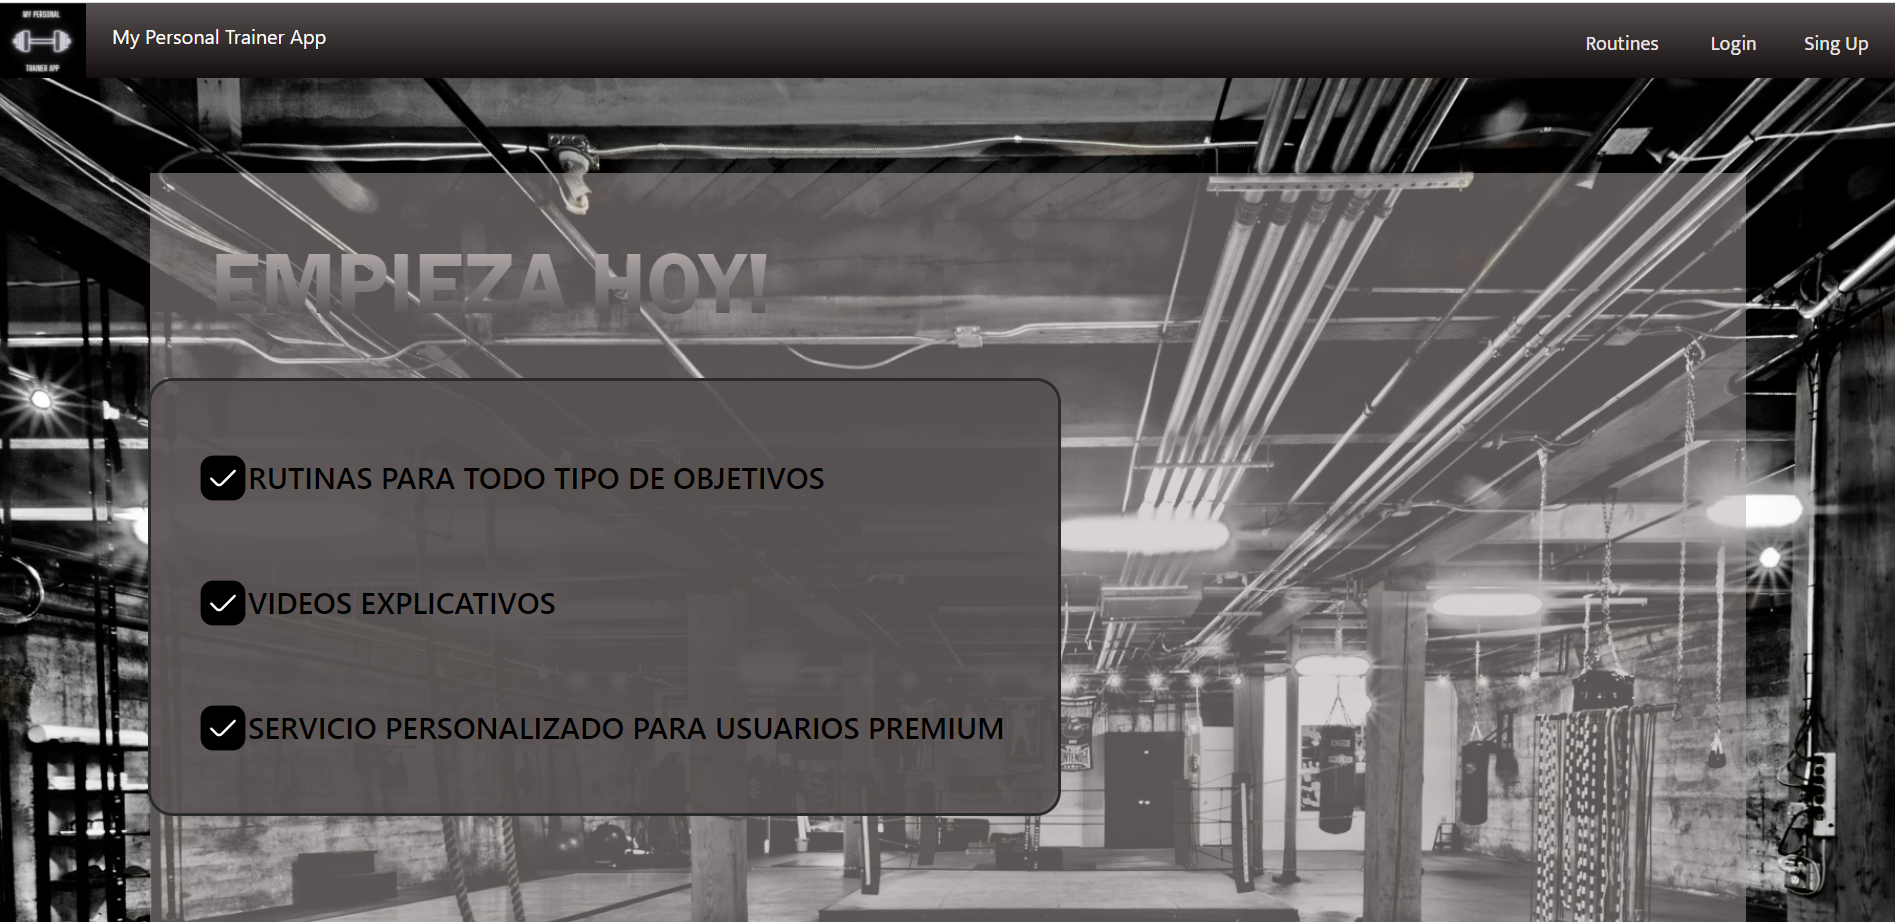 MY PERSONAL
TRAINER APP
My Personal Trainer App
Routines
Login
Sing Up
EMPIEZA HOY!
RUTINAS PARA TODO TIPO DE OBJETIVOS
VIDEOS EXPLICATIVOS
SERVICIO PERSONALIZADO PARA USUARIOS PREMIUM